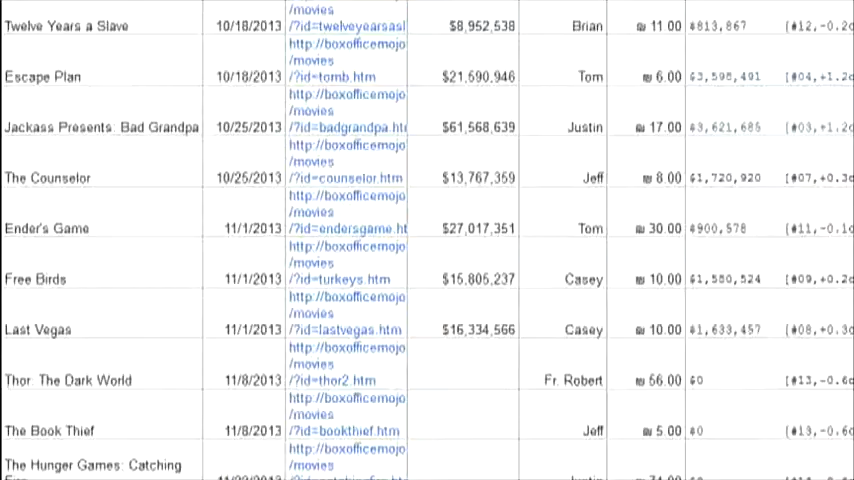 /movies
Twelve Years a Slave 10/18/2013 /?id=twelveyearsasl $8,952,538 Brian ₪ 11.00 $813,867 [#12,-0.2
http://boxofficemojo
/movies
Escape Plan 10/18/2013 /?id=tomb.htm $21,590,946 Tom ₪ 6.00 $3,598,491 [#04,+1.2
http://boxofficemojo
/movies
Jackass Presents: Bad Grandpa 10/25/2013 /?id=badgrandpa.ht $61,568,639 Justin ₪ 17.00 $3,621,685 [#03,+1.2
http://boxofficemojo
/movies
The Counselor 10/25/2013 /?id=counselor.htm $13,767,359 Jeff ₪ 8.00 $1,720,920 [#07,+0.3
http://boxofficemojo
/movies
Ender's Game 11/1/2013 /?id=endersgame.ht $27,017,351 Tom ₪ 30.00 $900,578 [#11,-0.1
http://boxofficemojo
/movies
Free Birds 11/1/2013 /?id=turkeys.htm $15,805,237 Casey ₪ 10.00 $1,580,524 [#09,+0.2
http://boxofficemojo
/movies
Last Vegas 11/1/2013 /?id=lastvegas.htm $16,334,566 Casey ₪ 10.00 $1,633,457 [#08,+0.3
http://boxofficemojo
/movies
Thor: The Dark World 11/8/2013 /?id=thor2.htm Fr. Robert ₪ 56.00 $0 [#13,-0.6
http://boxofficemojo
/movies
The Book Thief 11/8/2013 /?id=bookthief.htm Jeff ₪ 5.00 $0 [#13,-0.6
http://boxofficemojo
The Hunger Games: Catching /movies